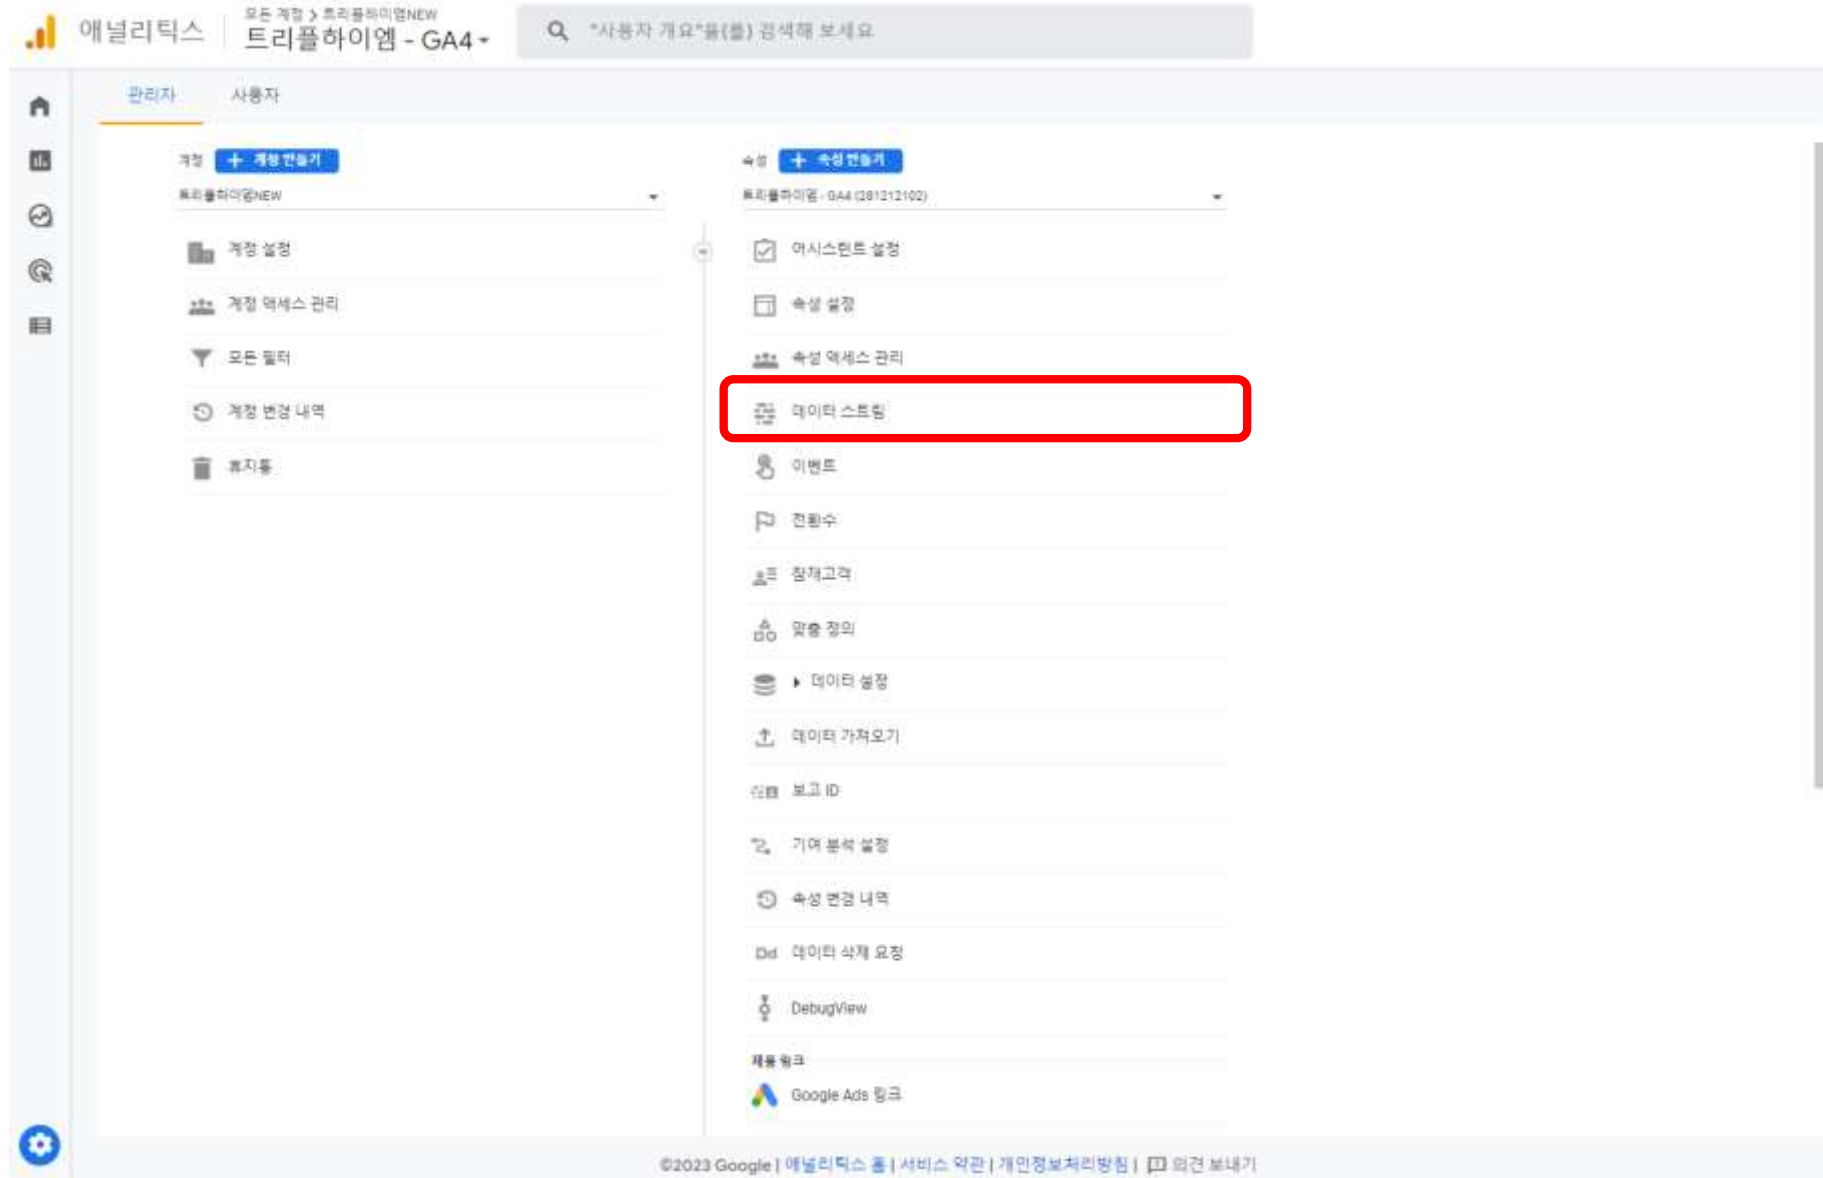 모든 계정 > 트리플하이엠NEW
애널리틱스
트리플하이엠 - GA4
"사용자 개요"을(를) 검색해 보세요
관리자
사용자
계정
+ 계정 만들기
트리플하이엠NEW
계정 설정
계정 액세스 관리
모든 필터
계정 변경 내역
휴지통
속성
+ 속성 만들기
트리플하이엠 - GA4 (281212102)
어시스턴트 설정
속성 설정
속성 액세스 관리
데이터 스트림
이벤트
전환수
잠재고객
맞춤 정의
데이터 설정
데이터 가져오기
보고 ID
기여 분석 설정
속성 변경 내역
Dd 데이터 삭제 요청
DebugView
제품 링크
Google Ads 링크
©2023 Google | 애널리틱스 홈 | 서비스 약관 | 개인정보처리방침 | 의견 보내기